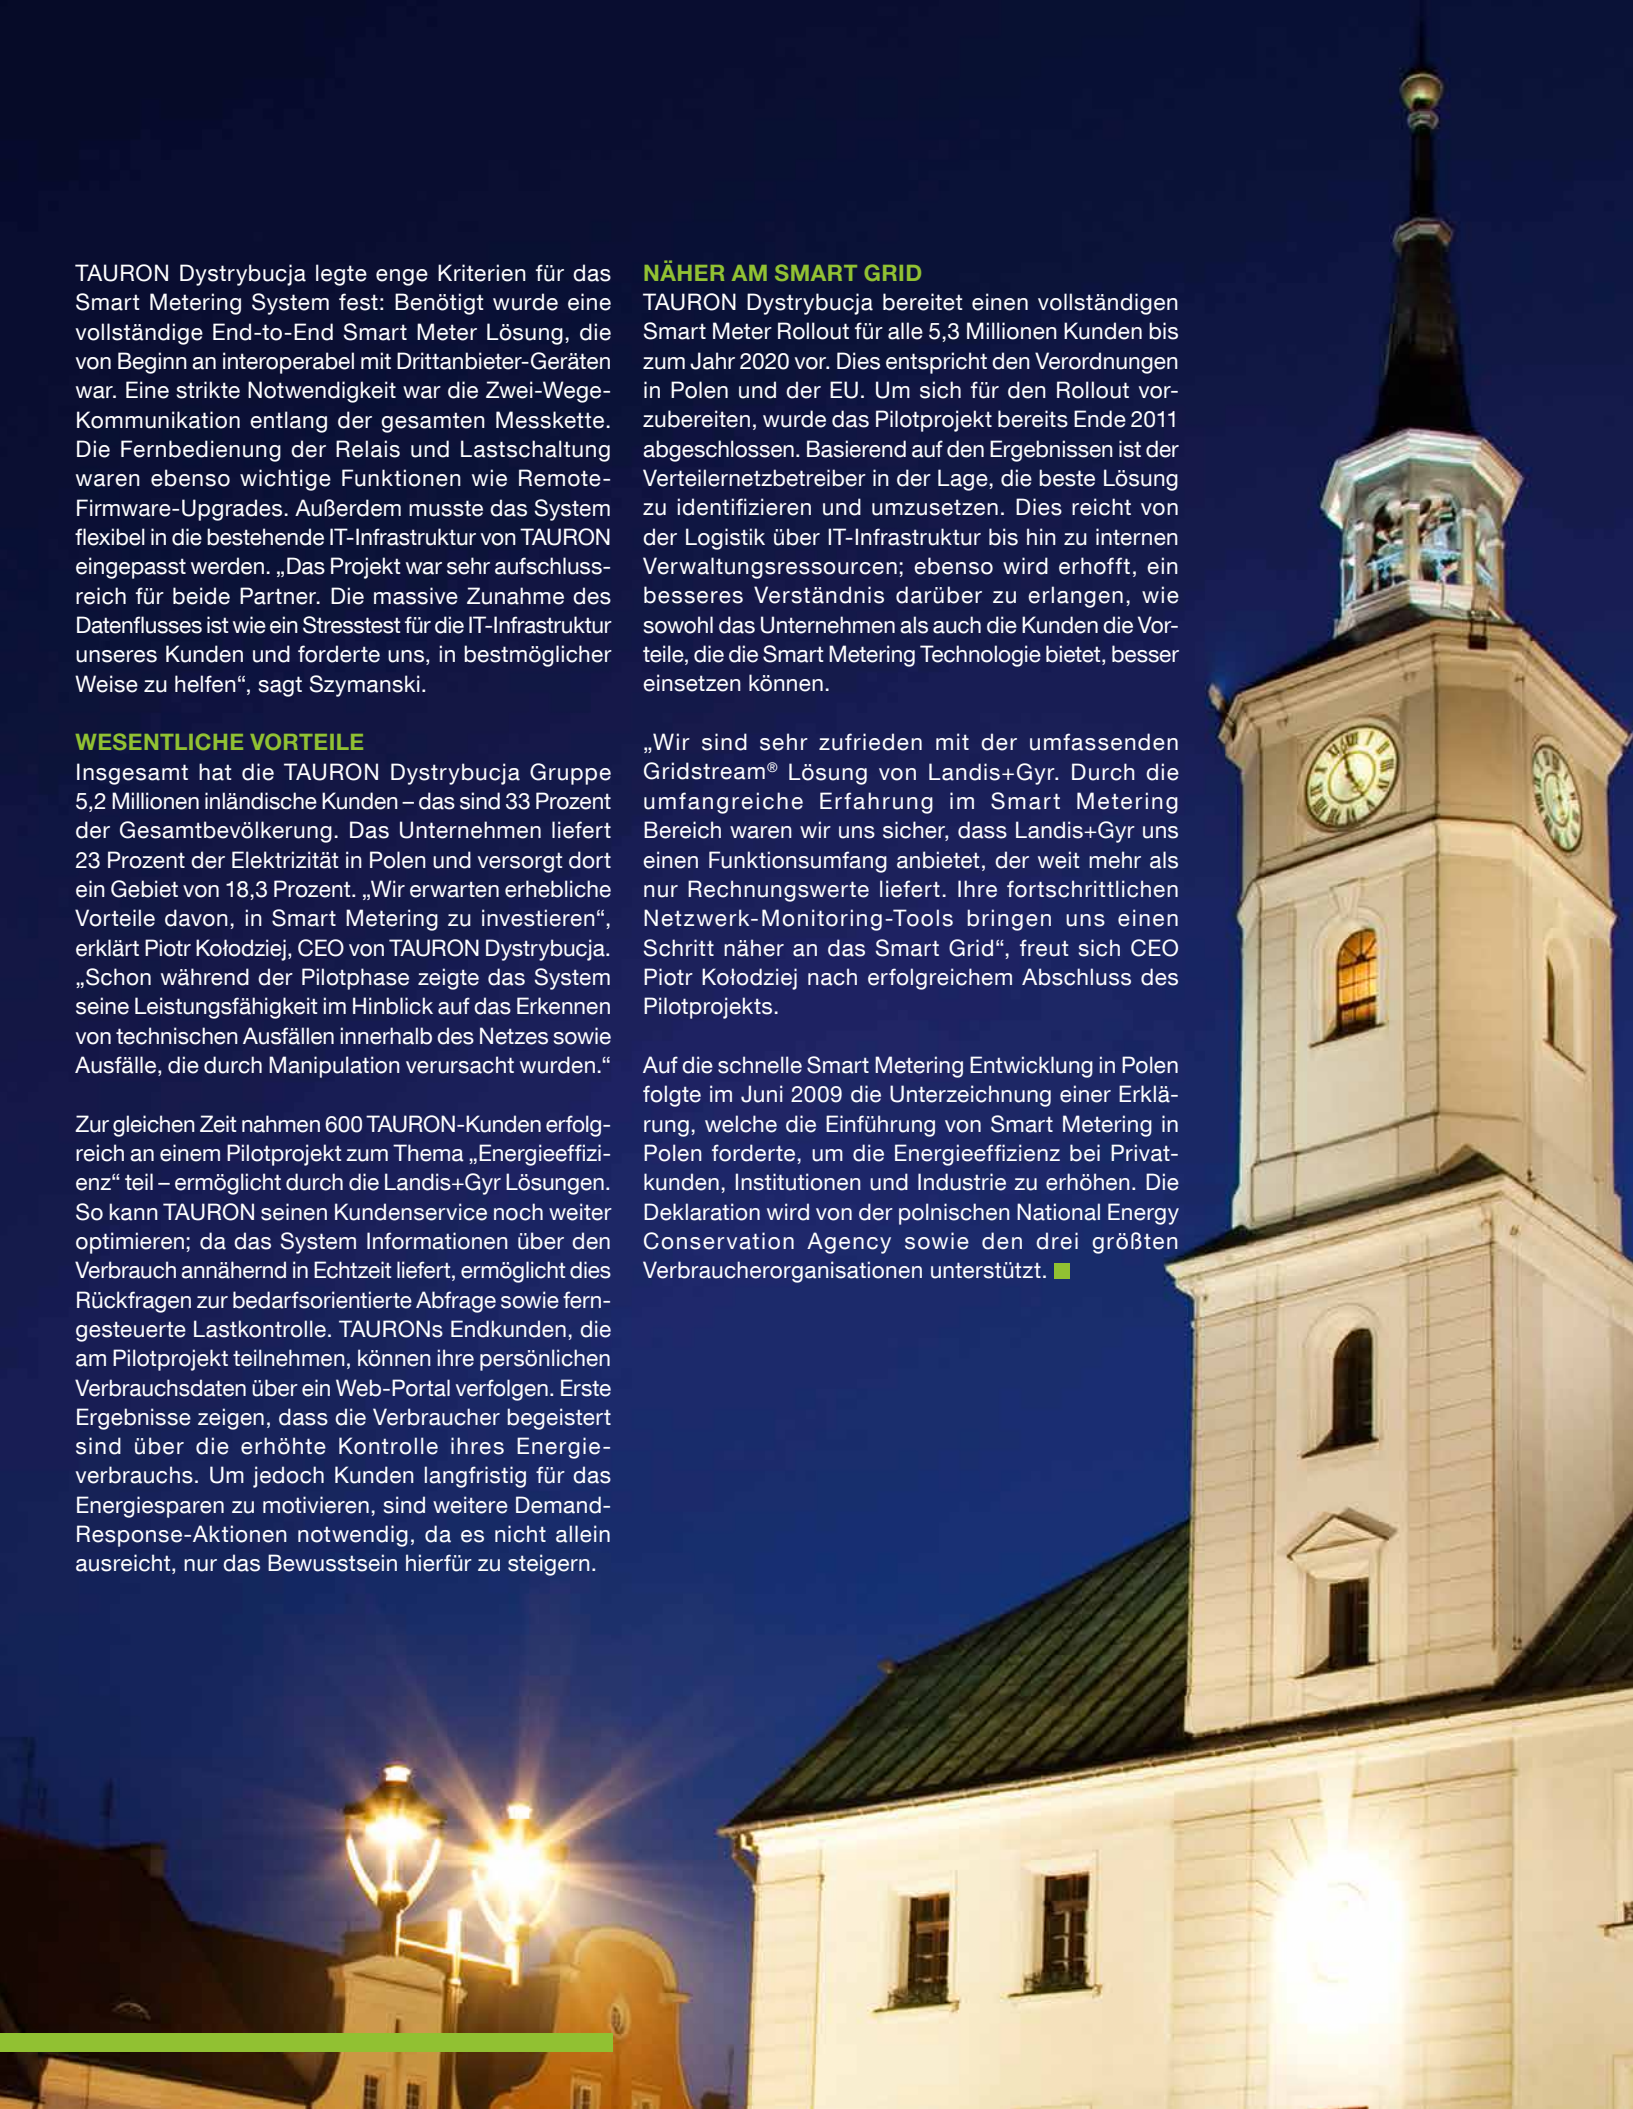 TAURON Dystrybucja legte enge Kriterien für das
Smart Metering System fest: Benötigt wurde eine
vollständige End-to-End Smart Meter Lösung, die
von Beginn an interoperabel mit Drittanbieter-Geräten
war. Eine strikte Notwendigkeit war die Zwei-Wege-
Kommunikation entlang der gesamten Messkette.
Die Fernbedienung der Relais und Lastschaltung
waren ebenso wichtige Funktionen wie Remote-
Firmware-Upgrades. Außerdem musste das System
flexibel in die bestehende IT-Infrastruktur von TAURON
eingepasst werden. „Das Projekt war sehr aufschluss-
reich für beide Partner. Die massive Zunahme des
Datenflusses ist wie ein Stresstest für die IT-Infrastruktur
unseres Kunden und forderte uns, in bestmöglicher
Weise zu helfen“, sagt Szymanski.
WESENTLICHE VORTEILE
Insgesamt hat die TAURON Dystrybucja Gruppe
5,2 Millionen inländische Kunden – das sind 33 Prozent
der Gesamtbevölkerung. Das Unternehmen liefert
23 Prozent der Elektrizität in Polen und versorgt dort
ein Gebiet von 18,3 Prozent. „Wir erwarten erhebliche
Vorteile davon, in Smart Metering zu investieren“,
erklärt Piotr Kołodziej, CEO von TAURON Dystrybucja.
„Schon während der Pilotphase zeigte das System
seine Leistungsfähigkeit im Hinblick auf das Erkennen
von technischen Ausfällen innerhalb des Netzes sowie
Ausfälle, die durch Manipulation verursacht wurden.“
Zur gleichen Zeit nahmen 600 TAURON-Kunden erfolg-
reich an einem Pilotprojekt zum Thema „Energieeffizi-
enz“ teil – ermöglicht durch die Landis+Gyr Lösungen.
So kann TAURON seinen Kundenservice noch weiter
optimieren; da das System Informationen über den
Verbrauch annähernd in Echtzeit liefert, ermöglicht dies
Rückfragen zur bedarfsorientierte Abfrage sowie fern-
gesteuerte Lastkontrolle. TAURONs Endkunden, die
am Pilotprojekt teilnehmen, können ihre persönlichen
Verbrauchsdaten über ein Web-Portal verfolgen. Erste
Ergebnisse zeigen, dass die Verbraucher begeistert
sind über die erhöhte Kontrolle ihres Energie-
verbrauchs. Um jedoch Kunden langfristig für das
Energiesparen zu motivieren, sind weitere Demand-
Response-Aktionen notwendig, da es nicht allein
ausreicht, nur das Bewusstsein hierfür zu steigern.
NÄHER AM SMART GRID
TAURON Dystrybucja bereitet einen vollständigen
Smart Meter Rollout für alle 5,3 Millionen Kunden bis
zum Jahr 2020 vor. Dies entspricht den Verordnungen
in Polen und der EU. Um sich für den Rollout vor-
zubereiten, wurde das Pilotprojekt bereits Ende 2011
abgeschlossen. Basierend auf den Ergebnissen ist der
Verteilernetzbetreiber in der Lage, die beste Lösung
zu identifizieren und umzusetzen. Dies reicht von
der Logistik über IT-Infrastruktur bis hin zu internen
Verwaltungsressourcen; ebenso wird erhofft, ein
besseres Verständnis darüber zu erlangen, wie
sowohl das Unternehmen als auch die Kunden die Vor-
teile, die die Smart Metering Technologie bietet, besser
einsetzen können.
„Wir sind sehr zufrieden mit der umfassenden
Gridstream® Lösung von Landis+Gyr. Durch die
umfangreiche Erfahrung im Smart Metering
Bereich waren wir uns sicher, dass Landis+Gyr uns
einen Funktionsumfang anbietet, der weit mehr als
nur Rechnungswerte liefert. Ihre fortschrittlichen
Netzwerk-Monitoring-Tools bringen uns einen
Schritt näher an das Smart Grid“, freut sich CEO
Piotr Kołodziej nach erfolgreichem Abschluss des
Pilotprojekts.
Auf die schnelle Smart Metering Entwicklung in Polen
folgte im Juni 2009 die Unterzeichnung einer Erklä-
rung, welche die Einführung von Smart Metering in
Polen forderte, um die Energieeffizienz bei Privat-
kunden, Institutionen und Industrie zu erhöhen. Die
Deklaration wird von der polnischen National Energy
Conservation Agency sowie den drei größten
Verbraucherorganisationen unterstützt.